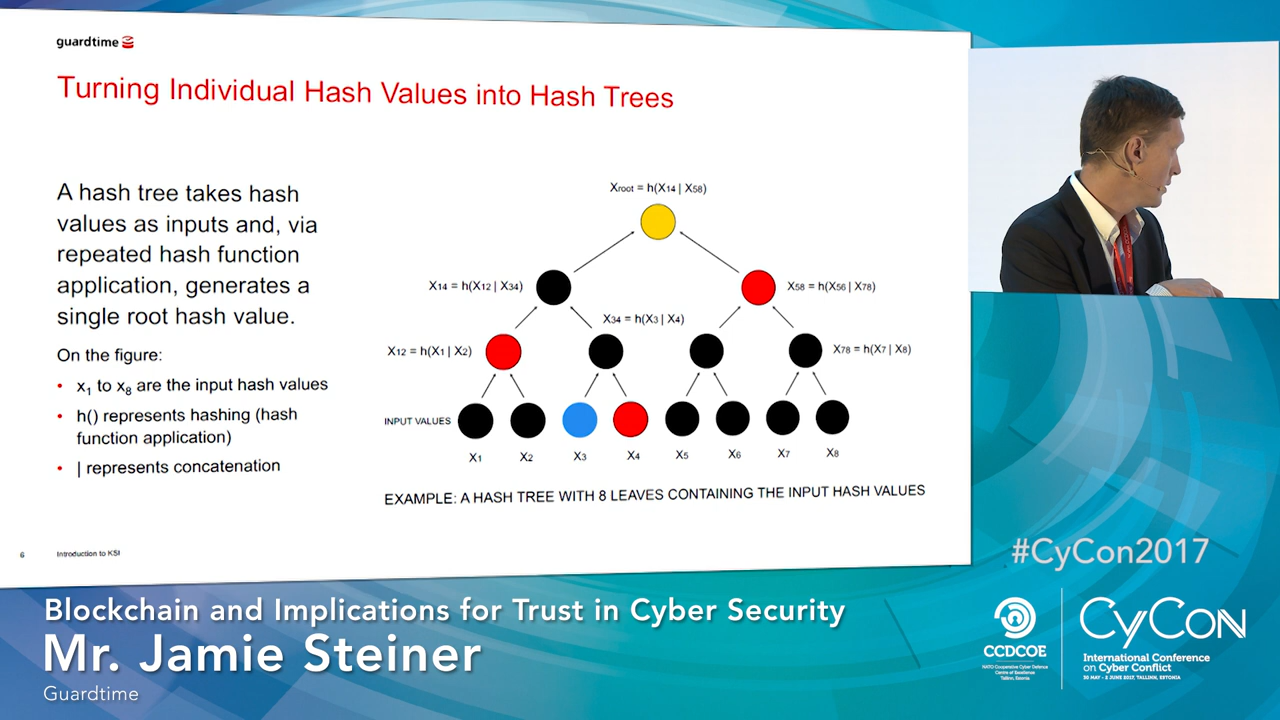 guardtime
Turning Individual Hash Values into Hash Trees
A hash tree takes hash
values as inputs and, via
repeated hash function
application, generates a
single root hash value.
On the figure:
• x₁ to x₈ are the input hash values
• h() represents hashing (hash
function application)
• | represents concatenation
Xroot = h(X14 | X58)
X14 = h(X12 | X34)
X58 = h(X56 | X78)
X34 = h(X3 | X4)
X12 = h(X1 | X2)
X78 = h(X7 | X8)
INPUT VALUES
X1 X2 X3 X4 X5 X6 X7 X8
EXAMPLE: A HASH TREE WITH 8 LEAVES CONTAINING THE INPUT HASH VALUES
6 Introduction to KSI
#CyCon2017
Blockchain and Implications for Trust in Cyber Security
Mr. Jamie Steiner
Guardtime
CCDCOE
NATO Cooperative Cyber Defence
Centre of Excellence
Tallinn, Estonia
CyCon
International Conference
on Cyber Conflict
30 MAY - 2 JUNE 2017, TALLINN, ESTONIA